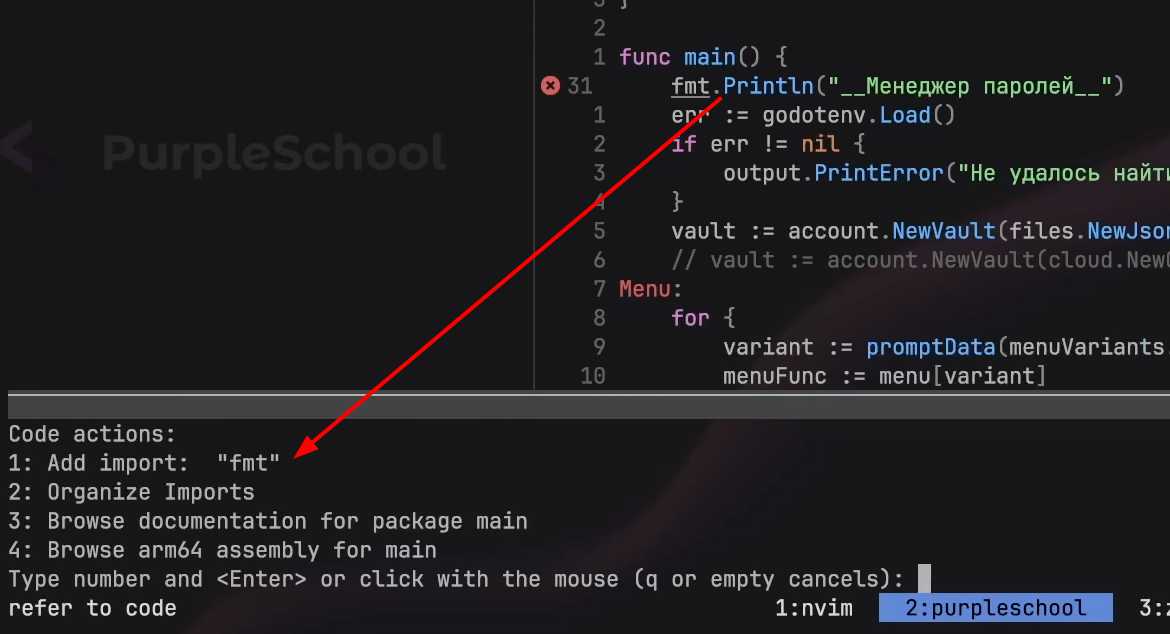 3 }
2
1 func main() {
31 fmt.Println("__Менеджер паролей__")
1 err := godotenv.Load()
2 if err != nil {
3 output.PrintError("Не удалось найти
4 }
5 vault := account.NewVault(files.NewJson
6 // vault := account.NewVault(cloud.New
7 Menu:
8 for {
9 variant := promptData(menuVariants.
10 menuFunc := menu[variant]
PurpleSchool
Code actions:
1: Add import: "fmt"
2: Organize Imports
3: Browse documentation for package main
4: Browse arm64 assembly for main
Type number and <Enter> or click with the mouse (q or empty cancels):
refer to code 1:nvim 2:purpleschool 3:z